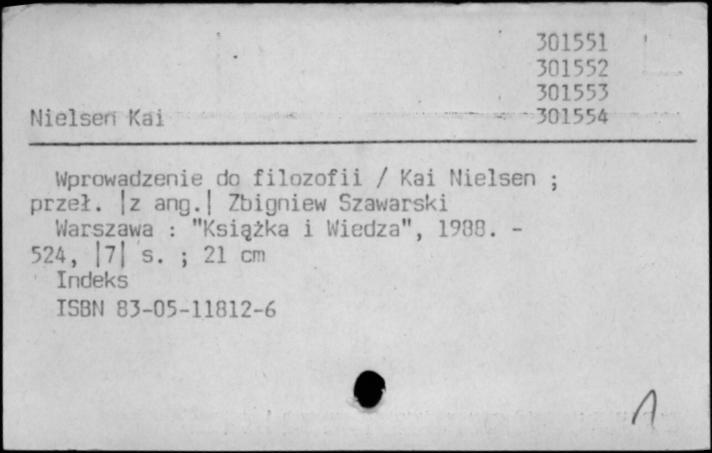 301551
301552
301553
Nielsen Kai 301554
Wprowadzenie do filozofii / Kai Nielsen ;
przeł. |z ang.| Zbigniew Szawarski
Warszawa : "Książka i Wiedza", 1988. -
524, |7| s. ; 21 cm
Indeks
ISBN 83-05-11812-6